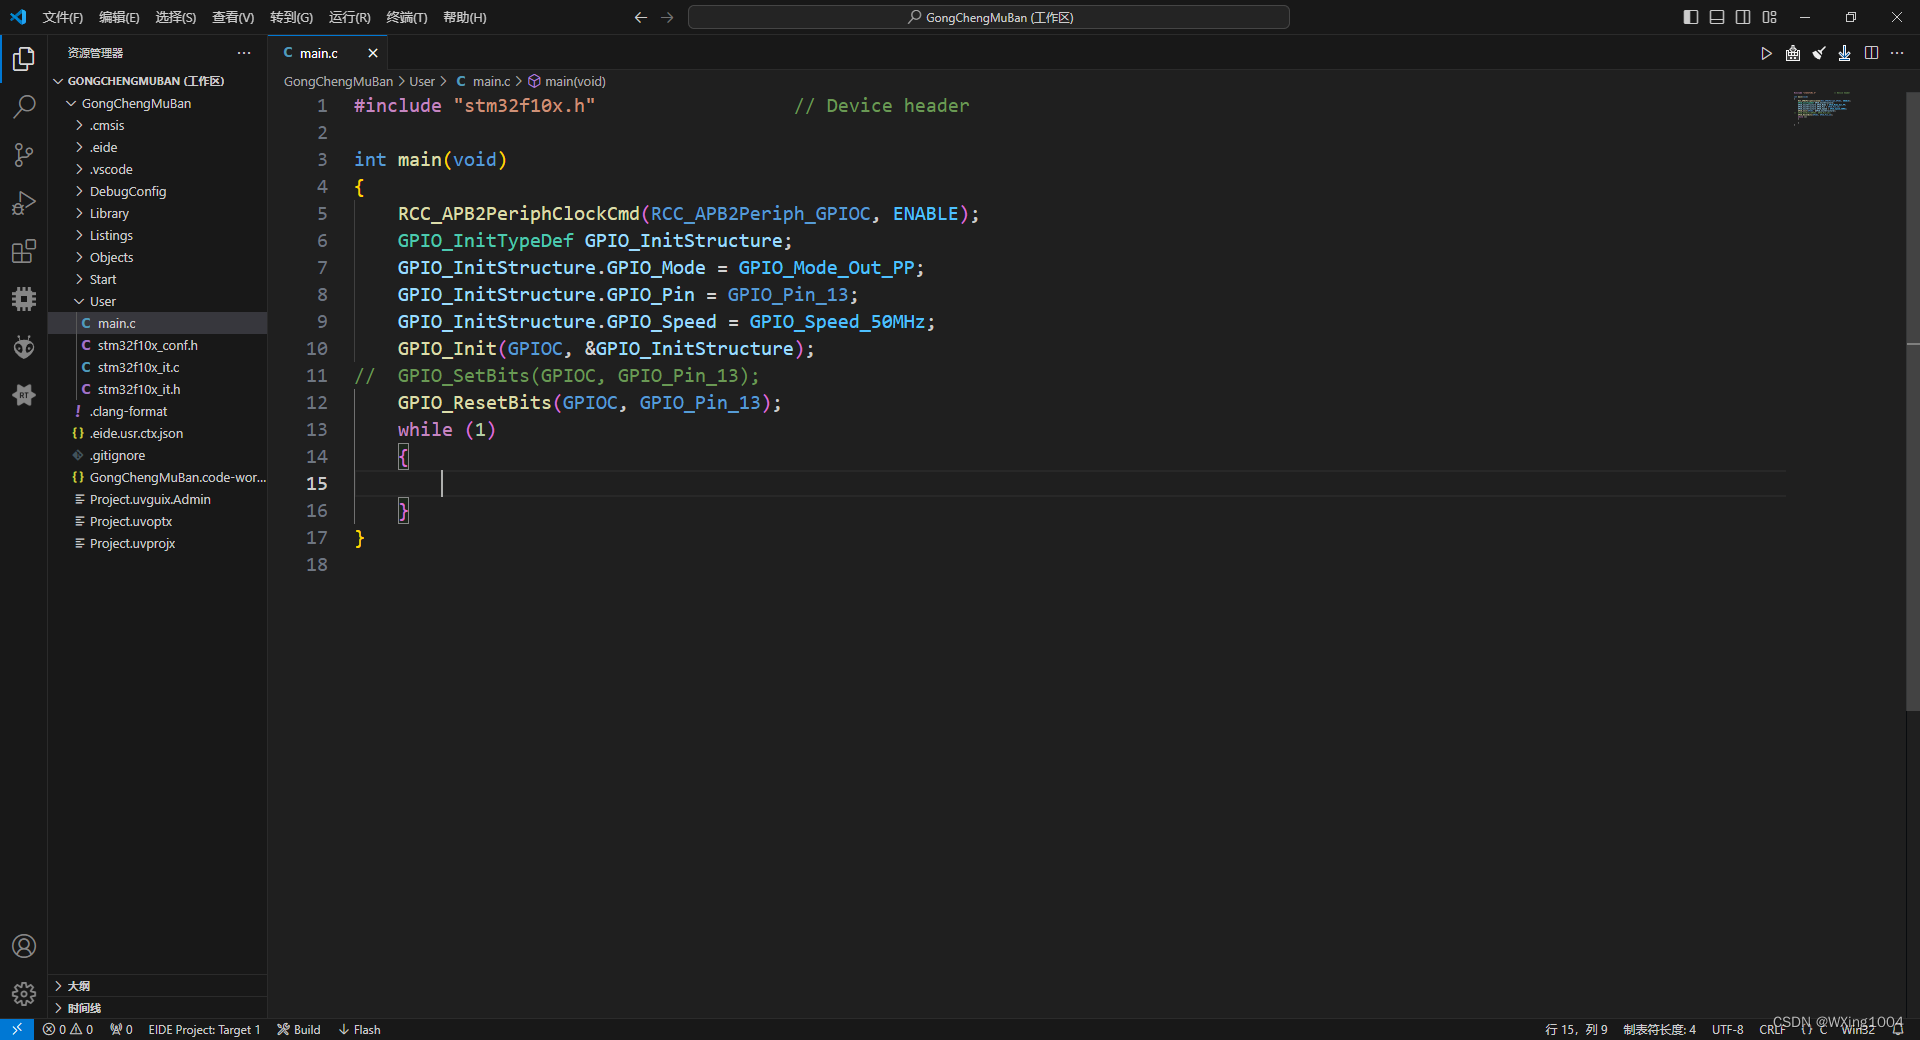 文件(F) 编辑(E) 选择(S) 查看(V) 转到(G) 运行(R) 终端(T) 帮助(H) GongChengMuBan (工作区)
资源管理器
GONGCHENGMUBAN (工作区)
GongChengMuBan
.cmsis
.eide
.vscode
DebugConfig
Library
Listings
Objects
Start
User
C main.c
C stm32f10x_conf.h
C stm32f10x_it.c
C stm32f10x_it.h
! .clang-format
{} .eide.usr.ctx.json
.gitignore
{} GongChengMuBan.code-wor...
Project.uvguix.Admin
Project.uvoptx
Project.uvprojx
大纲
时间线
RT
C main.c
GongChengMuBan > User > C main.c > main(void)
1 #include "stm32f10x.h" // Device header
2
3 int main(void)
4 {
5 RCC_APB2PeriphClockCmd(RCC_APB2Periph_GPIOC, ENABLE);
6 GPIO_InitTypeDef GPIO_InitStructure;
7 GPIO_InitStructure.GPIO_Mode = GPIO_Mode_Out_PP;
8 GPIO_InitStructure.GPIO_Pin = GPIO_Pin_13;
9 GPIO_InitStructure.GPIO_Speed = GPIO_Speed_50MHz;
10 GPIO_Init(GPIOC, &GPIO_InitStructure);
11 // GPIO_SetBits(GPIOC, GPIO_Pin_13);
12 GPIO_ResetBits(GPIOC, GPIO_Pin_13);
13 while (1)
14 {
15
16 }
17 }
18
0 0 0 EIDE Project: Target 1 Build Flash 行 15, 列 9 制表符长度: 4 UTF-8 CRLF {} C Win32
CSDN @WXing1004